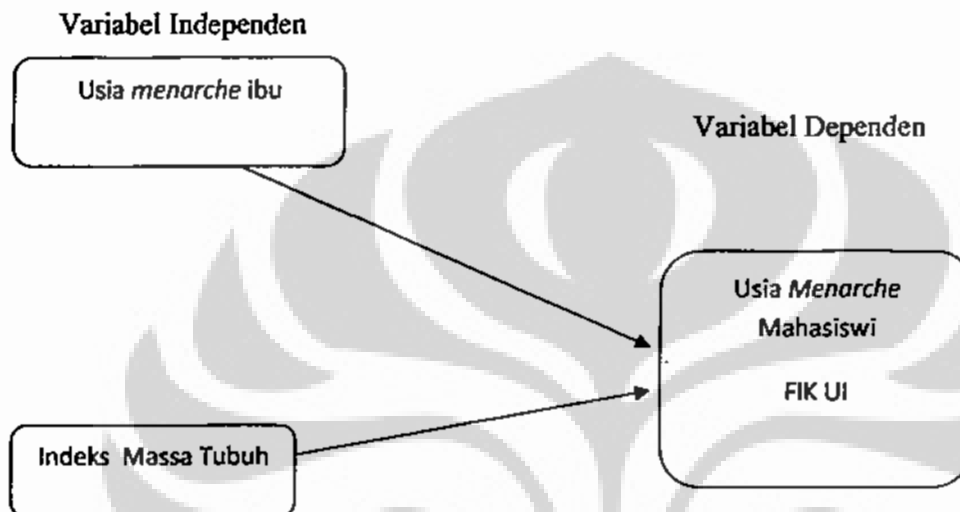 Variabel Independen
Usia menarche ibu
Variabel Dependen
Usia Menarche
Mahasiswi
FIK UI
Indeks Massa Tubuh